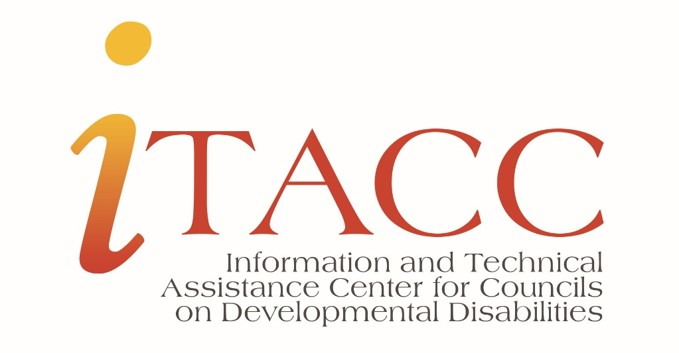 iTACC
Information and Technical
Assistance Center for Councils
on Developmental Disabilities